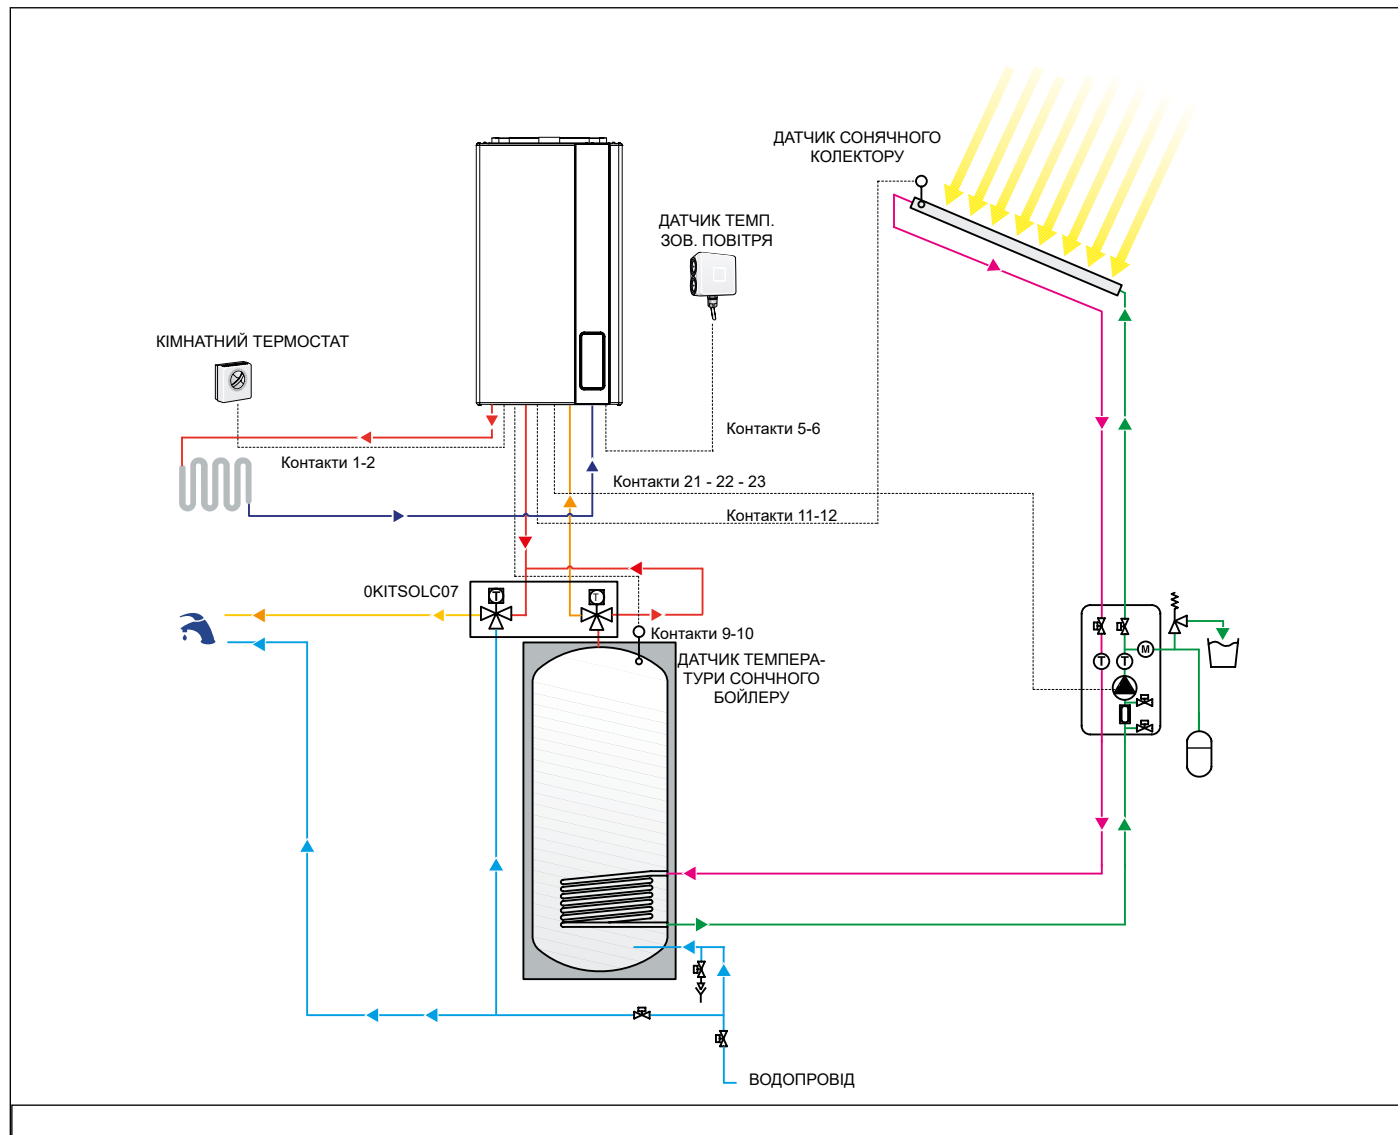 ДАТЧИК СОНЯЧНОГО
КОЛЕКТОРУ
ДАТЧИК ТЕМП.
ЗОВ. ПОВІТРЯ
КІМНАТНИЙ ТЕРМОСТАТ
Контакти 5-6
Контакти 1-2
Контакти 21 - 22 - 23
Контакти 11-12
0KITSOLC07
T
T
Контакти 9-10
ДАТЧИК ТЕМПЕРА-
ТУРИ СОНЧНОГО
БОЙЛЕРУ
M
T
T
ВОДОПРОВІД